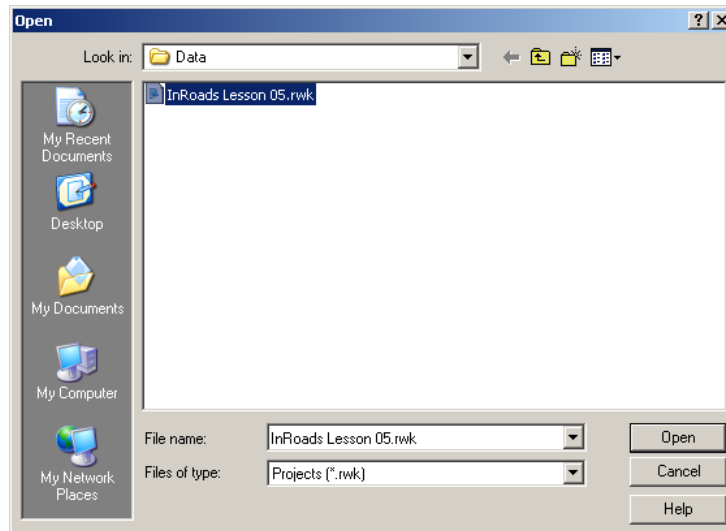 Open
Look in:
Data
My Recent
Documents
Desktop
My Documents
My Computer
My Network
Places
InRoads Lesson 05.rwk
File name:
InRoads Lesson 05.rwk
Open
Files of type:
Projects (*.rwk)
Cancel
Help